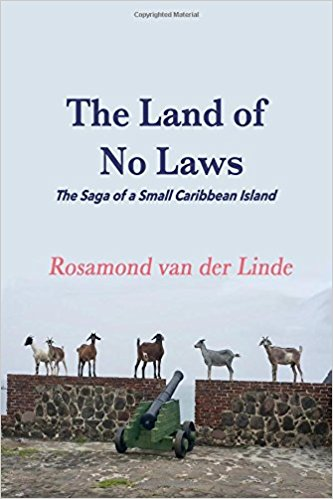 Copyrighted Material
The Land of
No Laws
The Saga of a Small Caribbean Island
Rosamond van der Linde